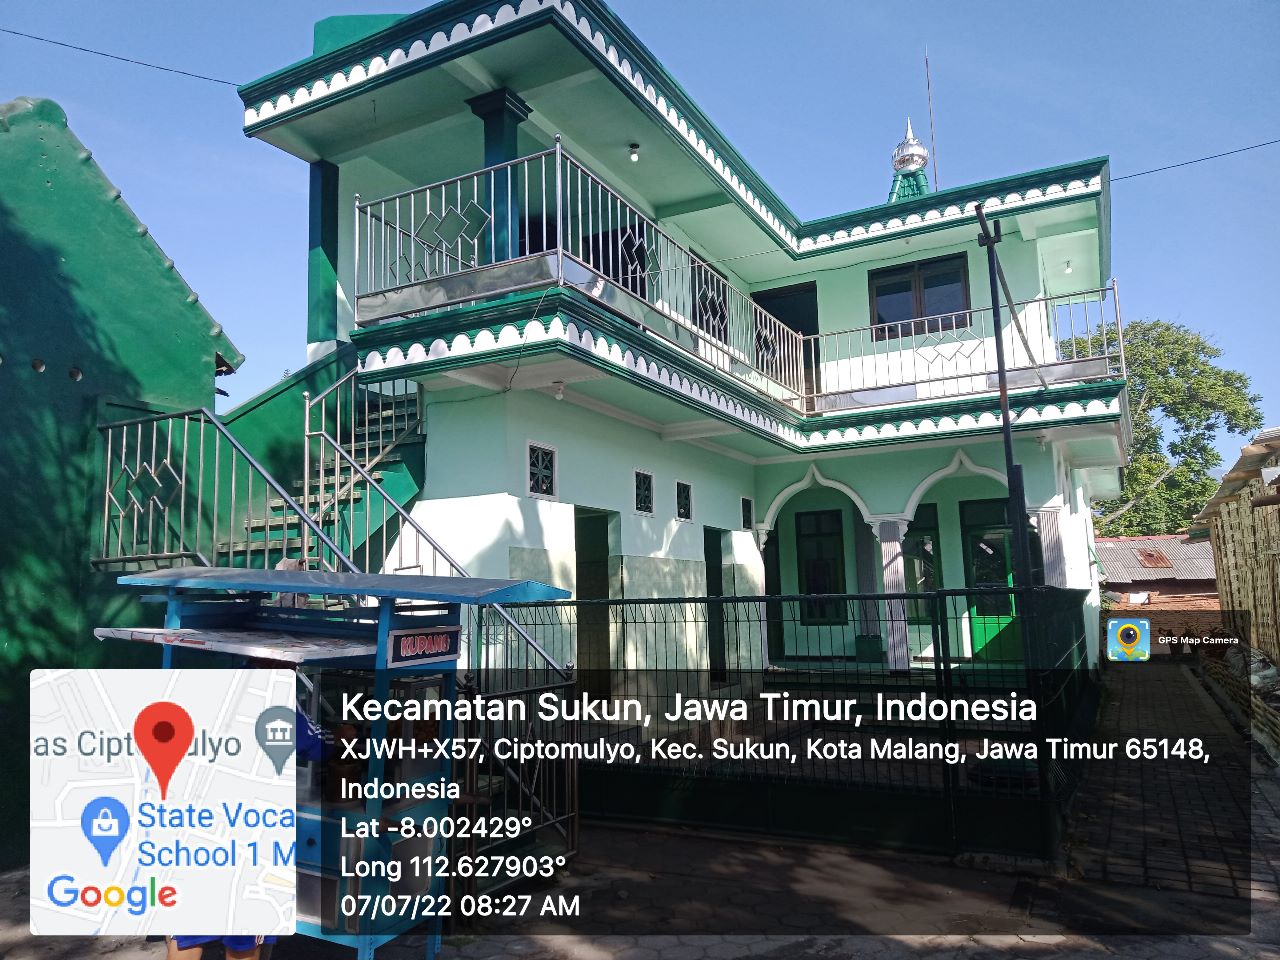 KUPANG
GPS Map Camera
Kecamatan Sukun, Jawa Timur, Indonesia
XJWH+X57, Ciptomulyo, Kec. Sukun, Kota Malang, Jawa Timur 65148,
Indonesia
Lat -8.002429°
Long 112.627903°
07/07/22 08:27 AM
as Ciptomulyo
State Voca
School 1 M
Google